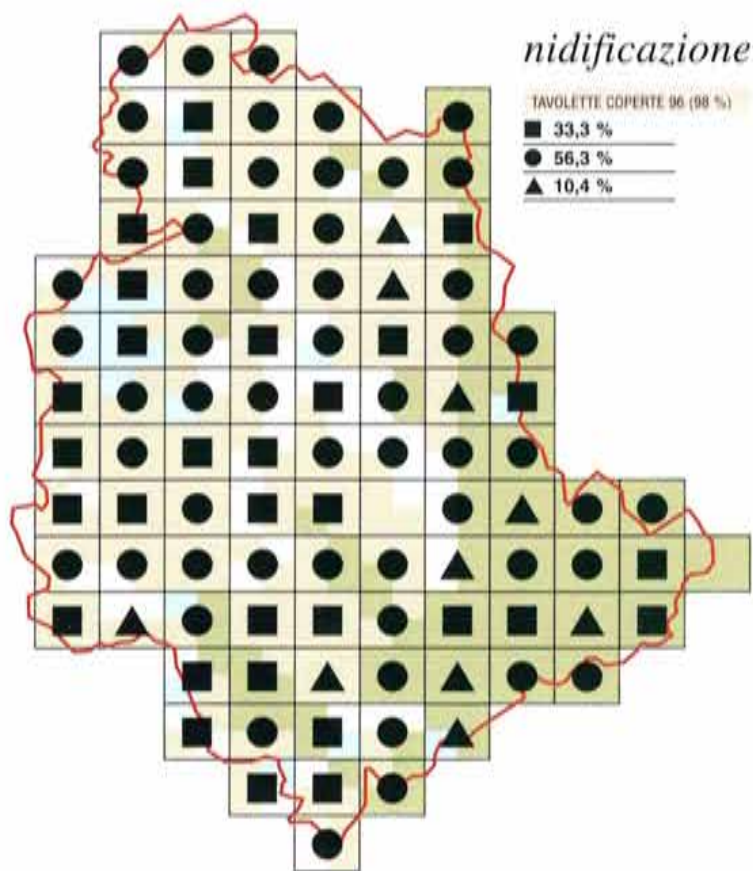 nidificazione
TAVOLETTE COPERTE 96 (98 %)
■ 33,3 %
● 56,3 %
▲ 10,4 %